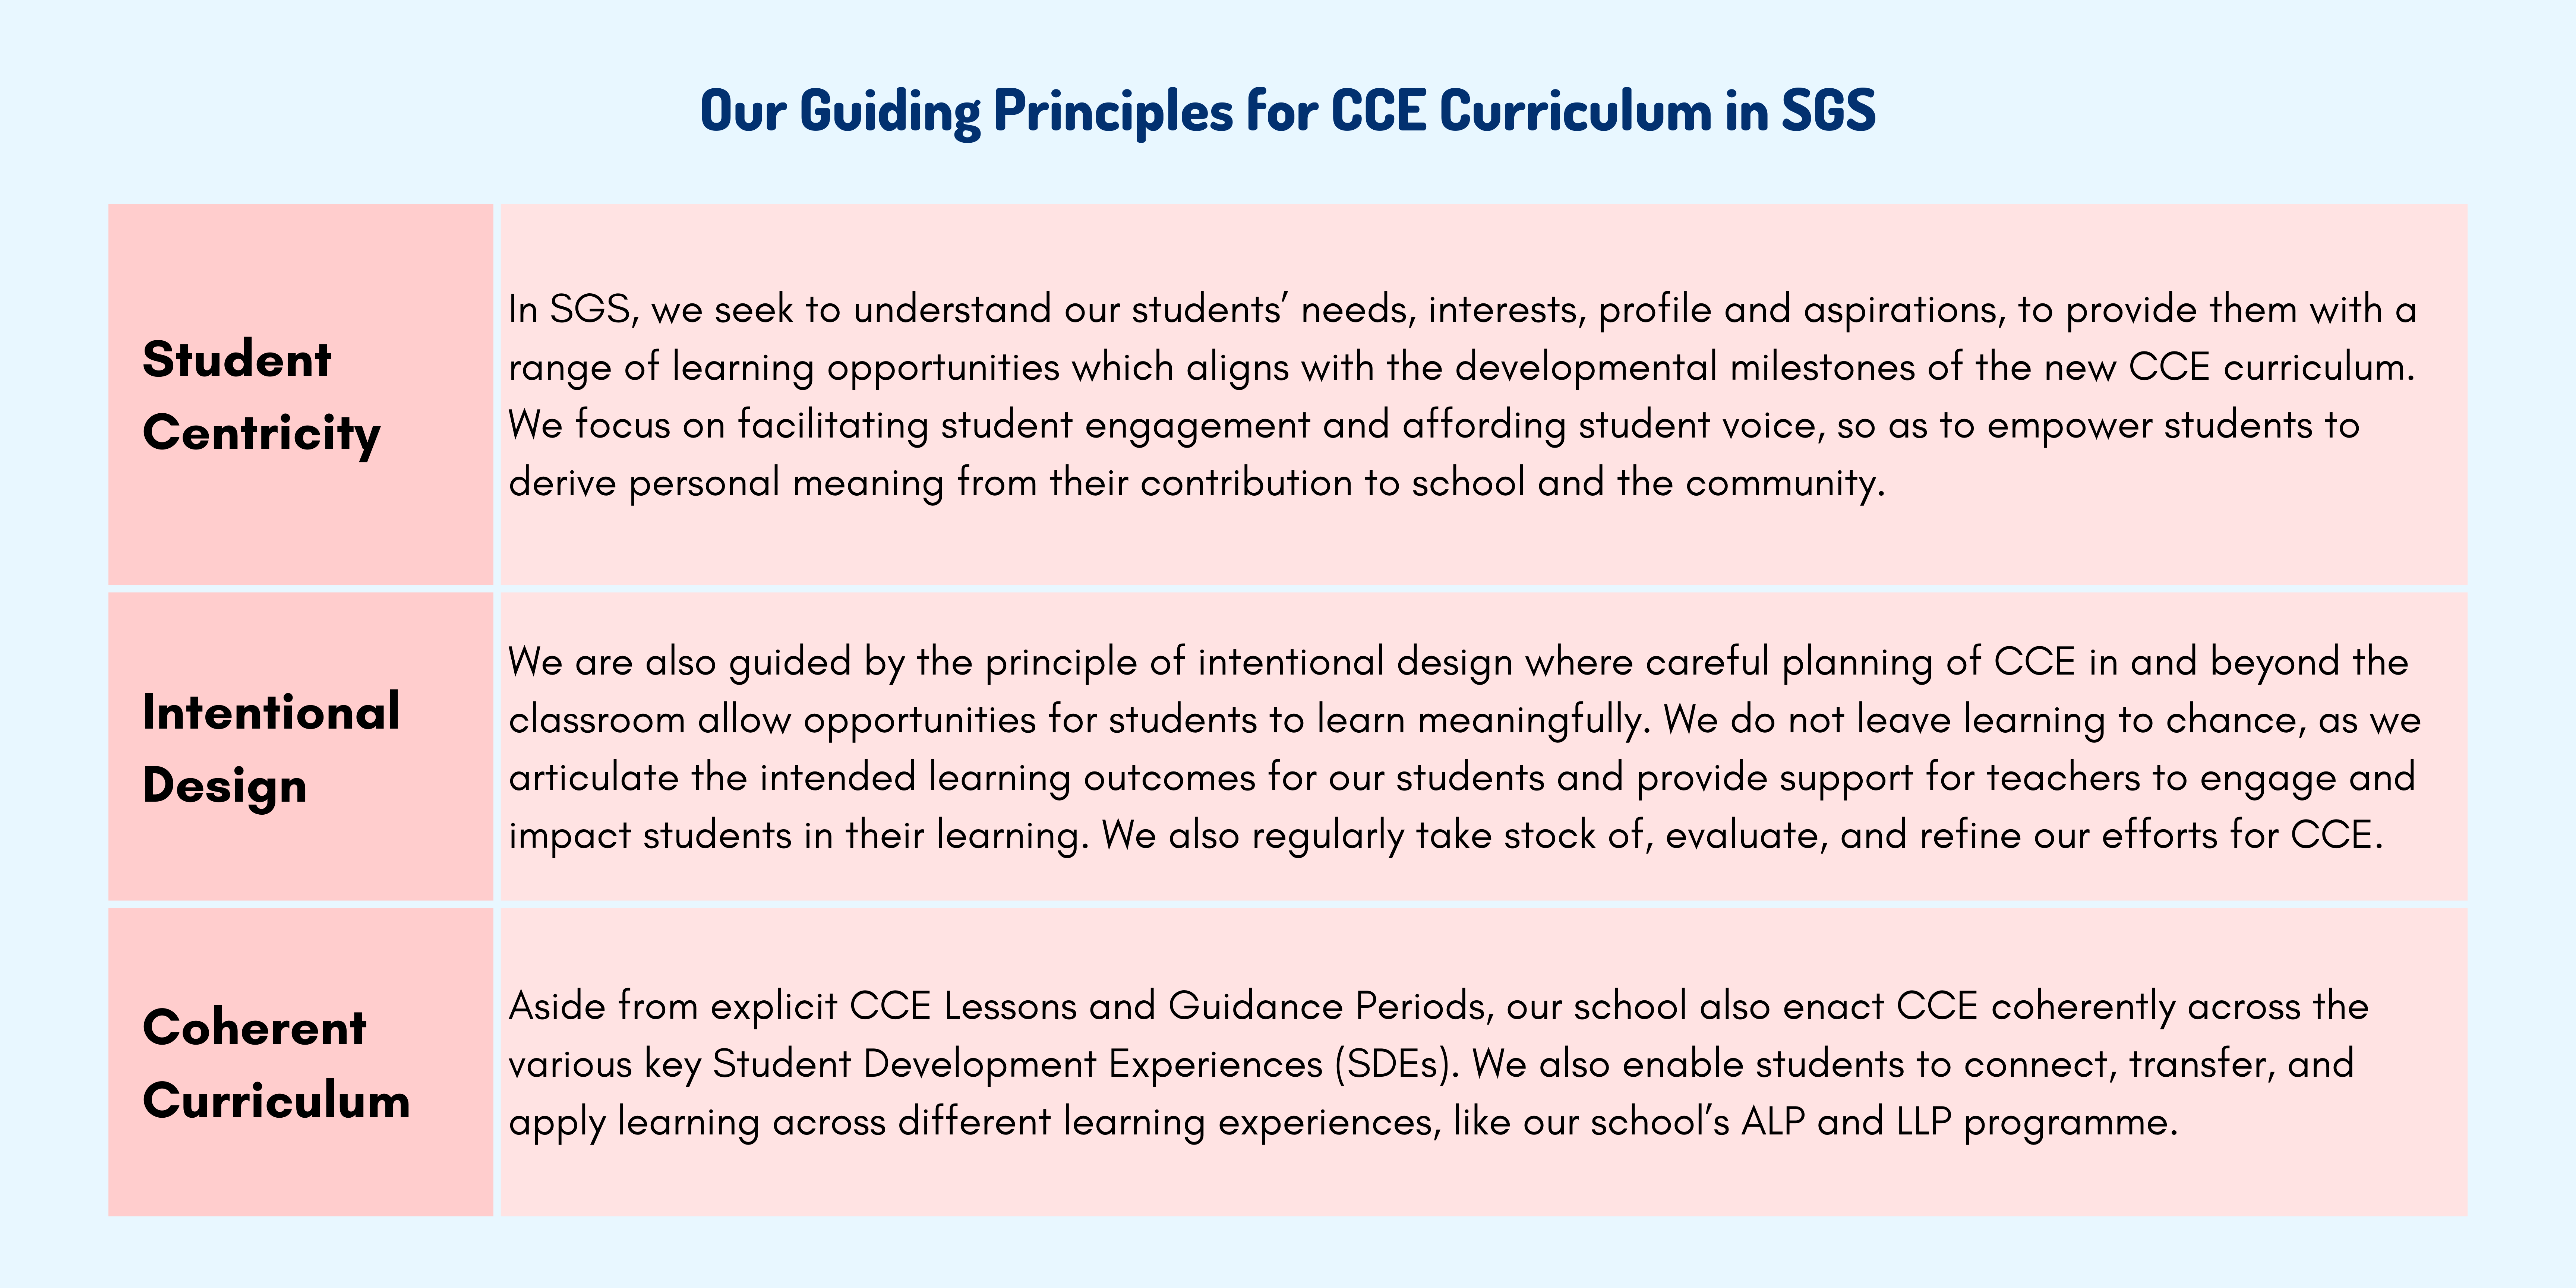 Our Guiding Principles for CCE Curriculum in SGS
Student
Centricity
In SGS, we seek to understand our students’ needs, interests, profile and aspirations, to provide them with a
range of learning opportunities which aligns with the developmental milestones of the new CCE curriculum.
We focus on facilitating student engagement and affording student voice, so as to empower students to
derive personal meaning from their contribution to school and the community.
Intentional
Design
We are also guided by the principle of intentional design where careful planning of CCE in and beyond the
classroom allow opportunities for students to learn meaningfully. We do not leave learning to chance, as we
articulate the intended learning outcomes for our students and provide support for teachers to engage and
impact students in their learning. We also regularly take stock of, evaluate, and refine our efforts for CCE.
Coherent
Curriculum
Aside from explicit CCE Lessons and Guidance Periods, our school also enact CCE coherently across the
various key Student Development Experiences (SDEs). We also enable students to connect, transfer, and
apply learning across different learning experiences, like our school’s ALP and LLP programme.